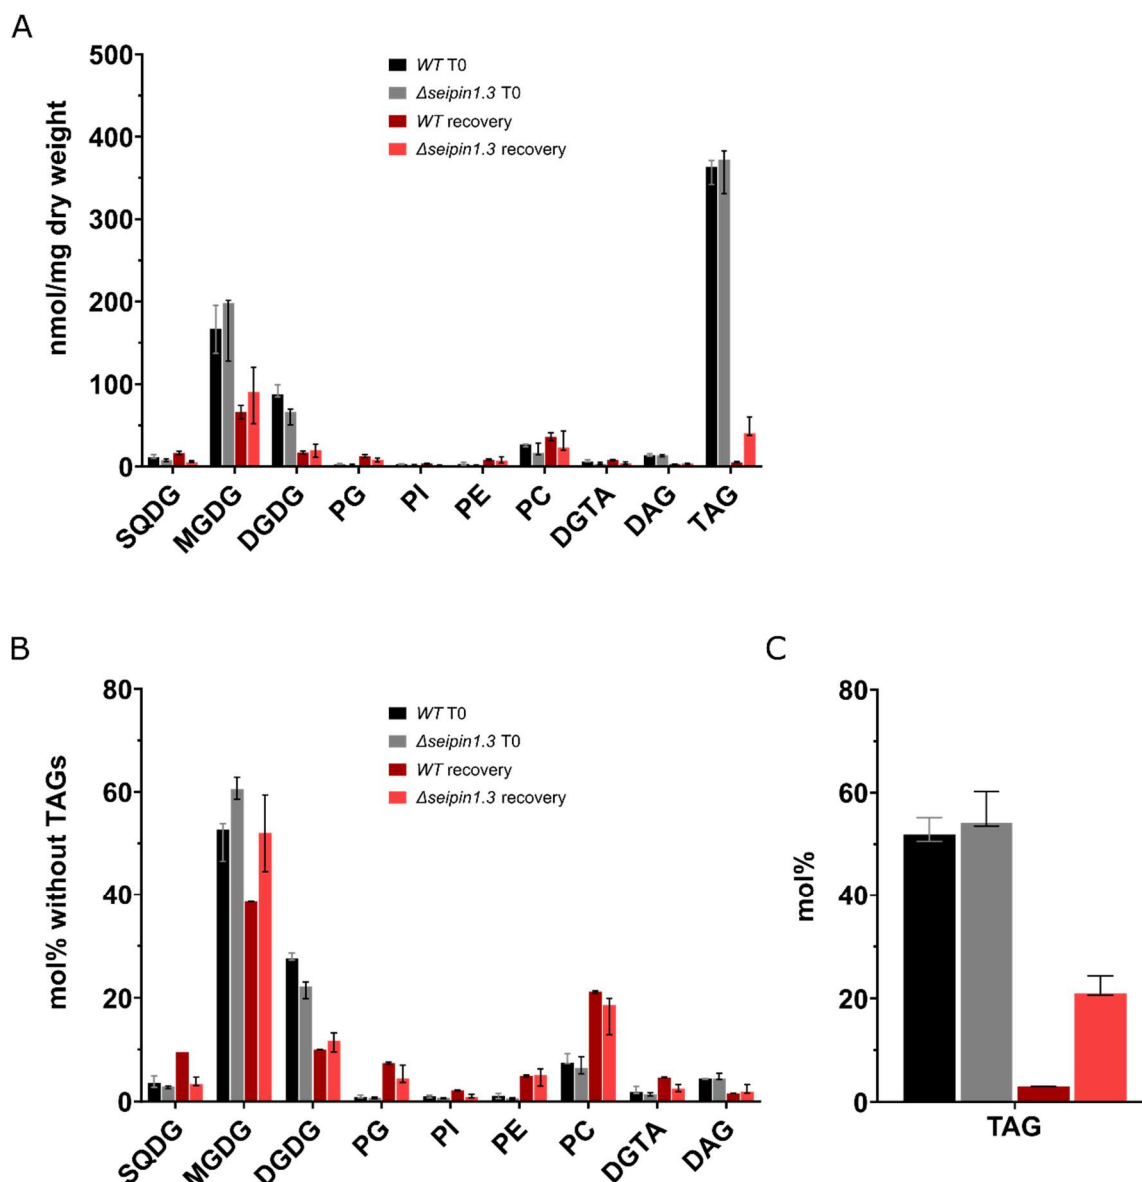 A
500
400
300
200
100
0
nmol/mg dry weight
WT T0
Δseipin1.3 T0
WT recovery
Δseipin1.3 recovery
SQDG MGDG DGDG PG PI PE PC DGTA DAG TAG
B
80
60
40
20
0
mol% without TAGs
WT T0
Δseipin1.3 T0
WT recovery
Δseipin1.3 recovery
SQDG MGDG DGDG PG PI PE PC DGTA DAG
C
80
60
40
20
0
mol%
TAG